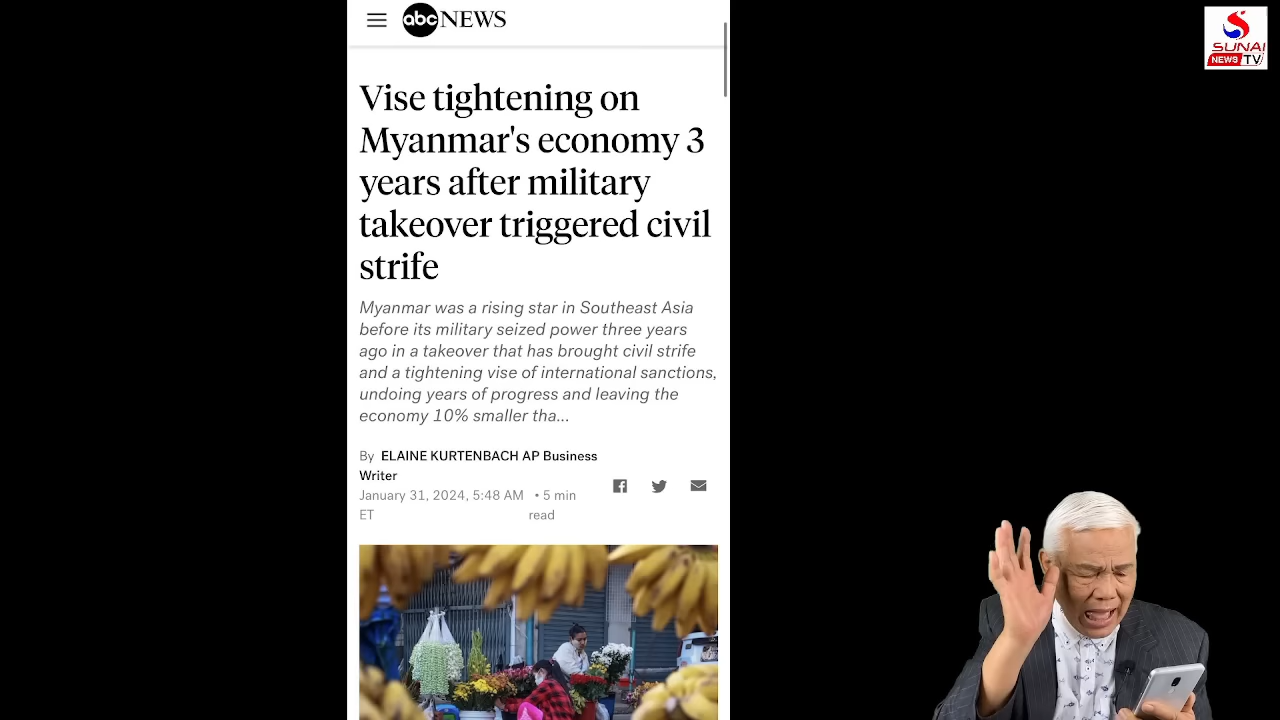 abc NEWS
SUNAI
NEWS TV
Vise tightening on
Myanmar's economy 3
years after military
takeover triggered civil
strife
Myanmar was a rising star in Southeast Asia
before its military seized power three years
ago in a takeover that has brought civil strife
and a tightening vise of international sanctions,
undoing years of progress and leaving the
economy 10% smaller tha...
By ELAINE KURTENBACH AP Business
Writer
January 31, 2024, 5:48 AM • 5 min
ET read